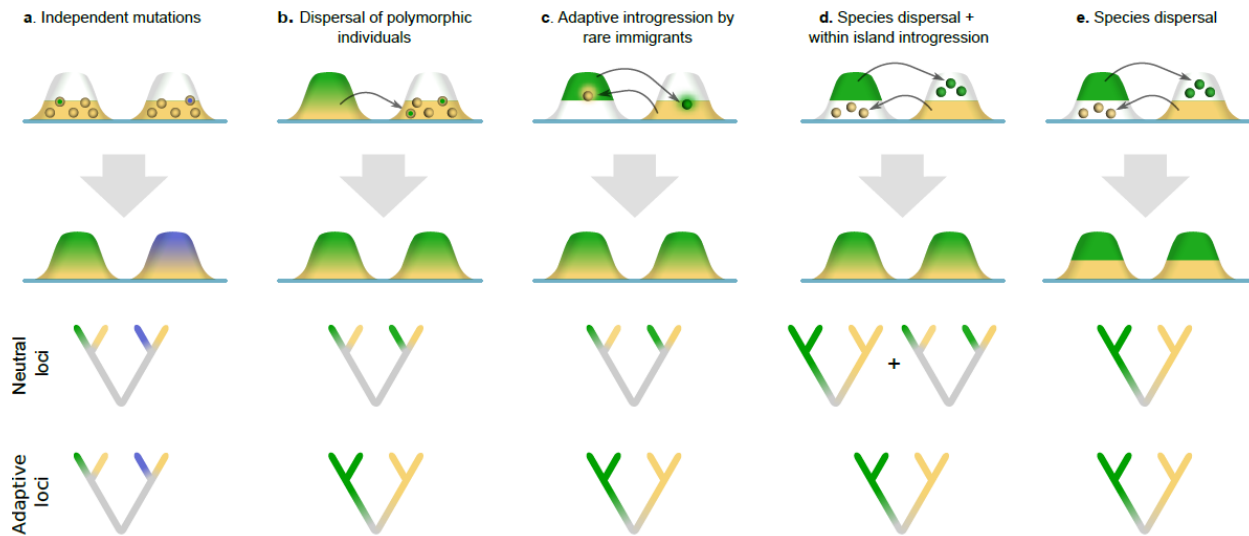 a. Independent mutations
b. Dispersal of polymorphic
individuals
c. Adaptive introgression by
rare immigrants
d. Species dispersal +
within island introgression
e. Species dispersal
Neutral
loci
+
Adaptive
loci